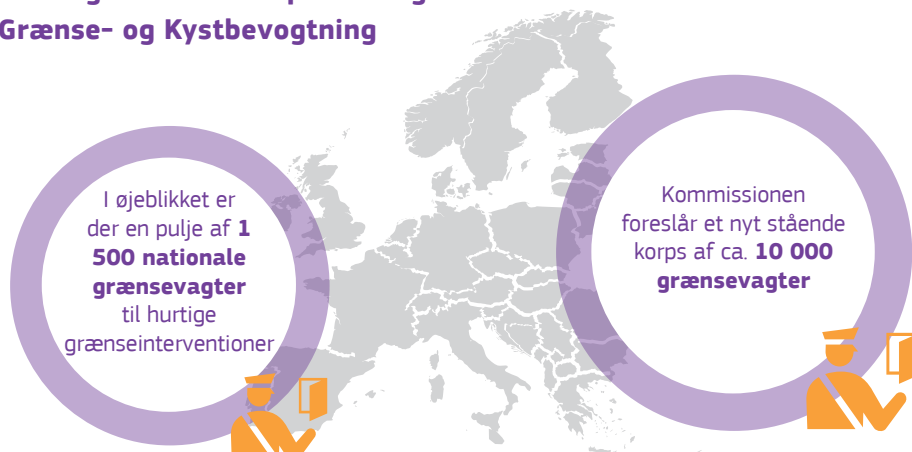 Grænse- og Kystbevogtning
I øjeblikket er
der en pulje af 1
500 nationale
grænsevagter
til hurtige
grænseinterventioner
Kommissionen
foreslår et nyt stående
korps af ca. 10 000
grænsevagter